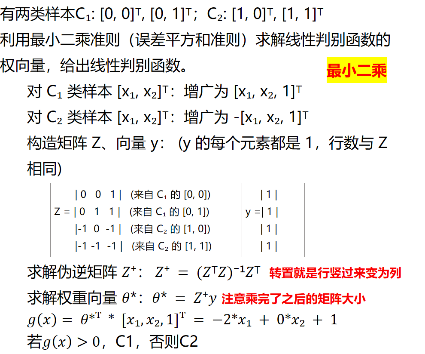 有两类样本C₁: [0, 0]ᵀ, [0, 1]ᵀ；C₂: [1, 0]ᵀ, [1, 1]ᵀ
利用最小二乘准则（误差平方和准则）求解线性判别函数的
权向量，给出线性判别函数。
最小二乘
对 C₁ 类样本 [x₁, x₂]ᵀ：增广为 [x₁, x₂, 1]ᵀ
对 C₂ 类样本 [x₁, x₂]ᵀ：增广为 -[x₁, x₂, 1]ᵀ
构造矩阵 Z、向量 y：(y 的每个元素都是 1，行数与 Z
相同)
| 0 0 1 | (来自 C₁ 的 [0, 0]) | 1 |
Z = | 0 1 1 | (来自 C₁ 的 [0, 1]) y =| 1 |
|-1 0 -1 | (来自 C₂ 的 [1, 0]) | 1 |
|-1 -1 -1 | (来自 C₂ 的 [1, 1]) | 1 |
求解伪逆矩阵 Z⁺： Z⁺ = (ZᵀZ)⁻¹Zᵀ 转置就是行竖过来变为列
求解权重向量 θ*：θ* = Z⁺y 注意乘完了之后的矩阵大小
g(x) = θ*ᵀ * [x₁, x₂, 1]ᵀ = −2*x₁ + 0*x₂ + 1
若g(x) > 0，C1，否则C2